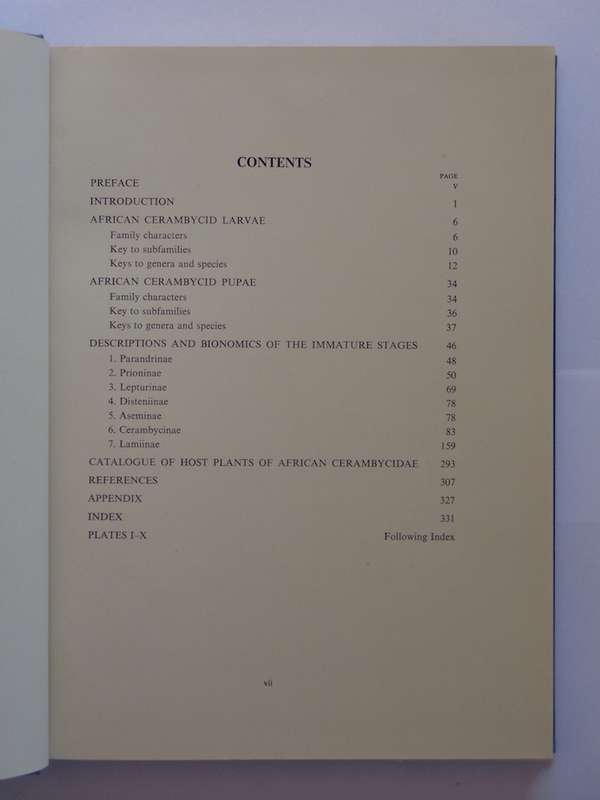 CONTENTS
PAGE
PREFACE v
INTRODUCTION 1
AFRICAN CERAMBYCID LARVAE 6
Family characters 6
Key to subfamilies 10
Keys to genera and species 12
AFRICAN CERAMBYCID PUPAE 34
Family characters 34
Key to subfamilies 36
Keys to genera and species 37
DESCRIPTIONS AND BIONOMICS OF THE IMMATURE STAGES 46
1. Parandrinae 48
2. Prioninae 50
3. Lepturinae 69
4. Disteniinae 78
5. Aseminae 78
6. Cerambycinae 83
7. Lamiinae 159
CATALOGUE OF HOST PLANTS OF AFRICAN CERAMBYCIDAE 293
REFERENCES 307
APPENDIX 327
INDEX 331
PLATES I–X Following Index
vii